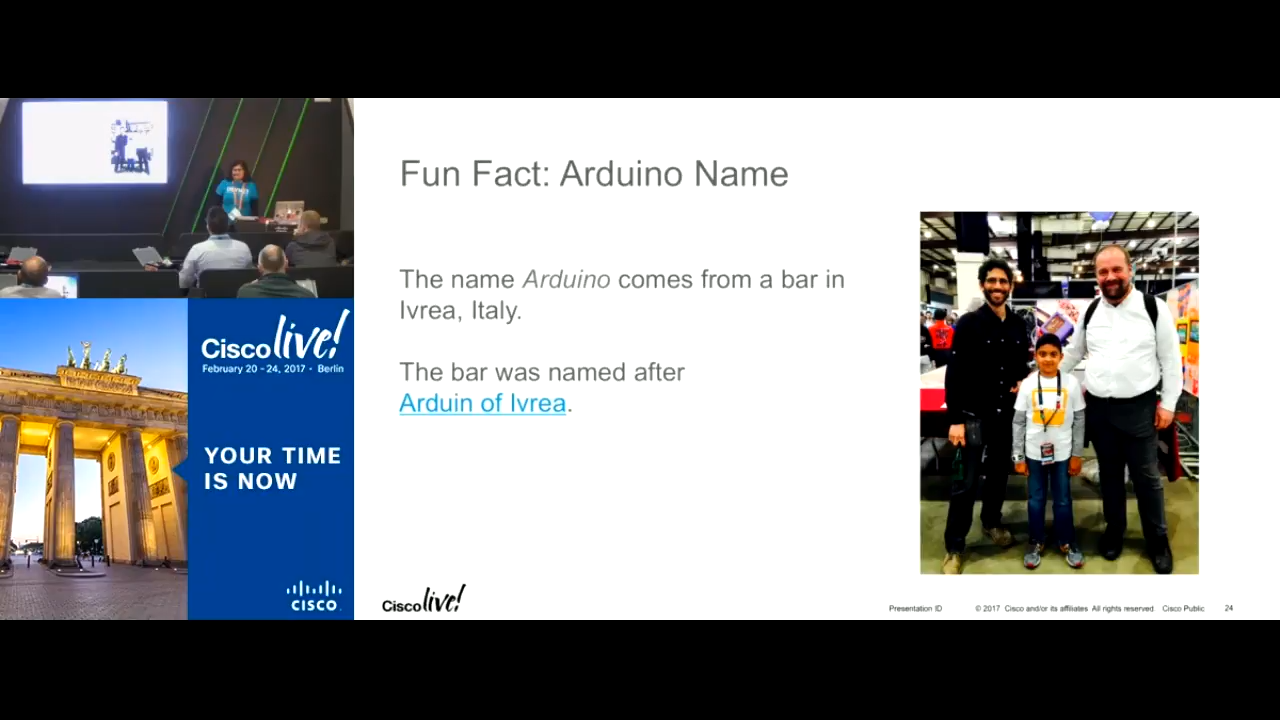 Fun Fact: Arduino Name
The name Arduino comes from a bar in
Ivrea, Italy.
The bar was named after
Arduin of Ivrea.
Cisco live!
February 20 - 24, 2017 • Berlin
YOUR TIME
IS NOW
CISCO.
Cisco live!
Presentation ID
© 2017 Cisco and/or its affiliates All rights reserved Cisco Public 24